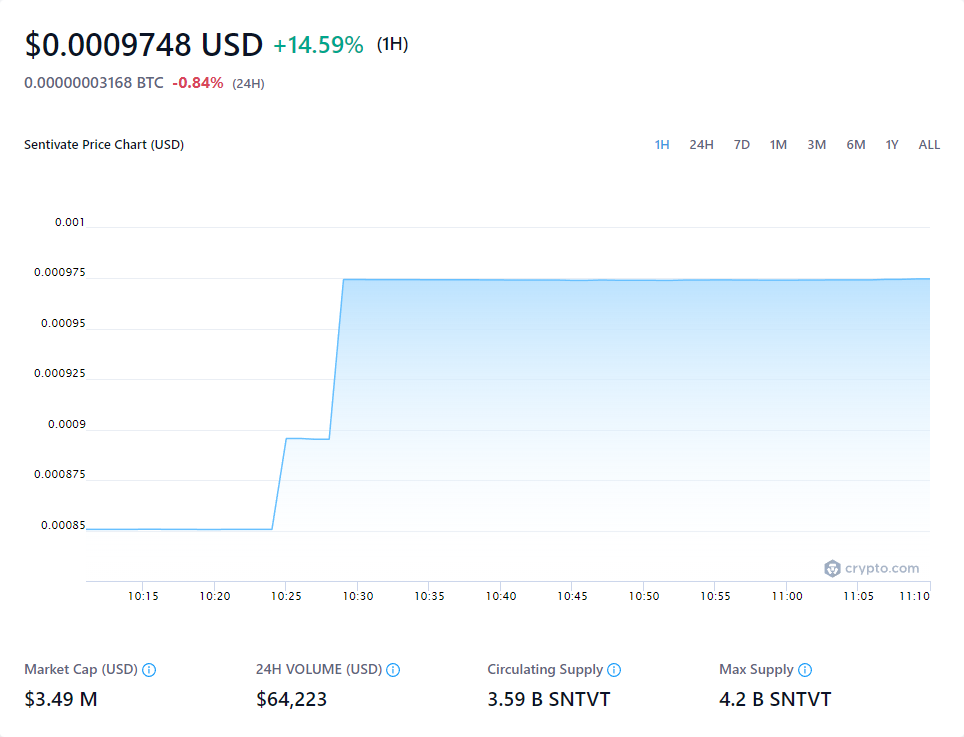 $0.0009748 USD +14.59% (1H)
0.00000003168 BTC -0.84% (24H)
Sentivate Price Chart (USD) 1H 24H 7D 1M 3M 6M 1Y ALL
0.001
0.000975
0.00095
0.000925
0.0009
0.000875
0.00085
crypto.com
10:15 10:20 10:25 10:30 10:35 10:40 10:45 10:50 10:55 11:00 11:05 11:10
Market Cap (USD) 24H VOLUME (USD) Circulating Supply Max Supply
$3.49 M $64,223 3.59 B SNTVT 4.2 B SNTVT